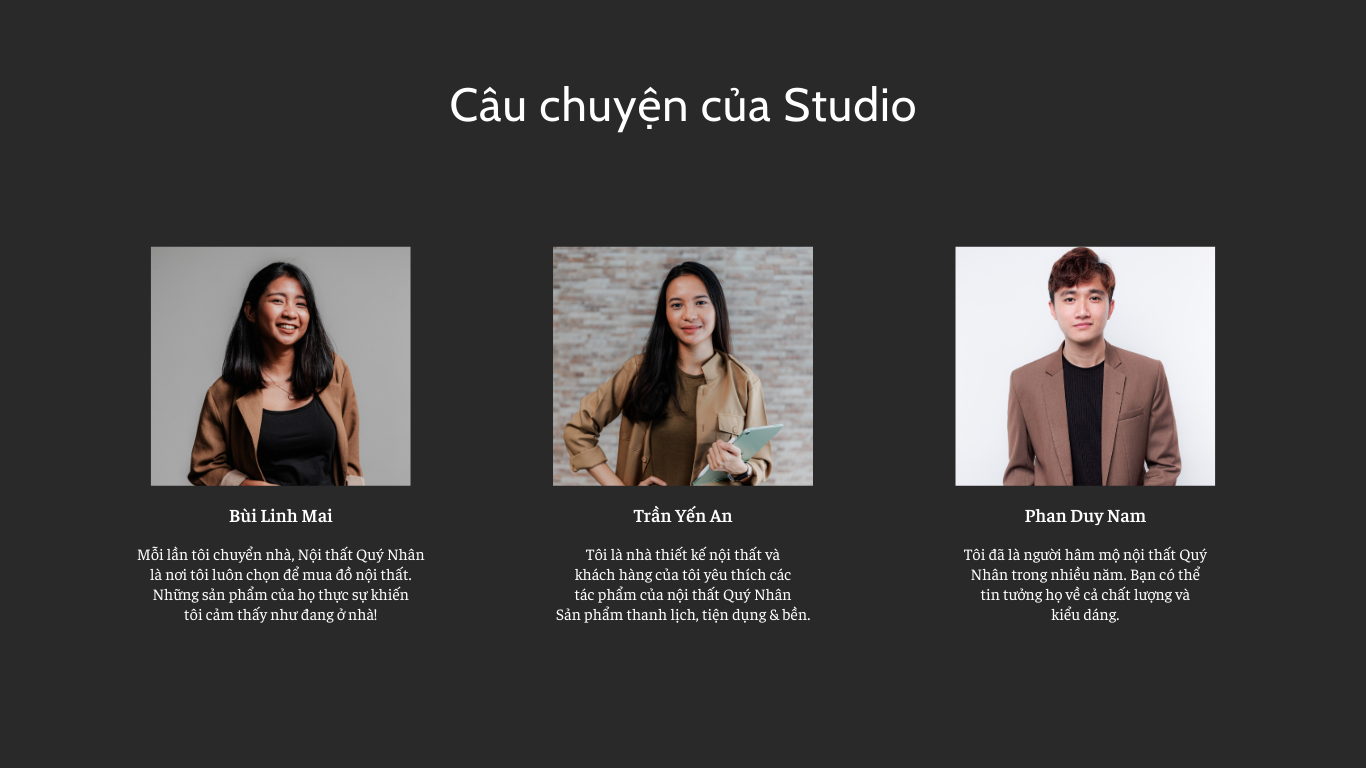 Câu chuyện của Studio
Bùi Linh Mai
Mỗi lần tôi chuyển nhà, Nội thất Quý Nhân
là nơi tôi luôn chọn để mua đồ nội thất.
Những sản phẩm của họ thực sự khiến
tôi cảm thấy như đang ở nhà!
Trần Yến An
Tôi là nhà thiết kế nội thất và
khách hàng của tôi yêu thích các
tác phẩm của nội thất Quý Nhân
Sản phẩm thanh lịch, tiện dụng & bền.
Phan Duy Nam
Tôi đã là người hâm mộ nội thất Quý
Nhân trong nhiều năm. Bạn có thể
tin tưởng họ về cả chất lượng và
kiểu dáng.